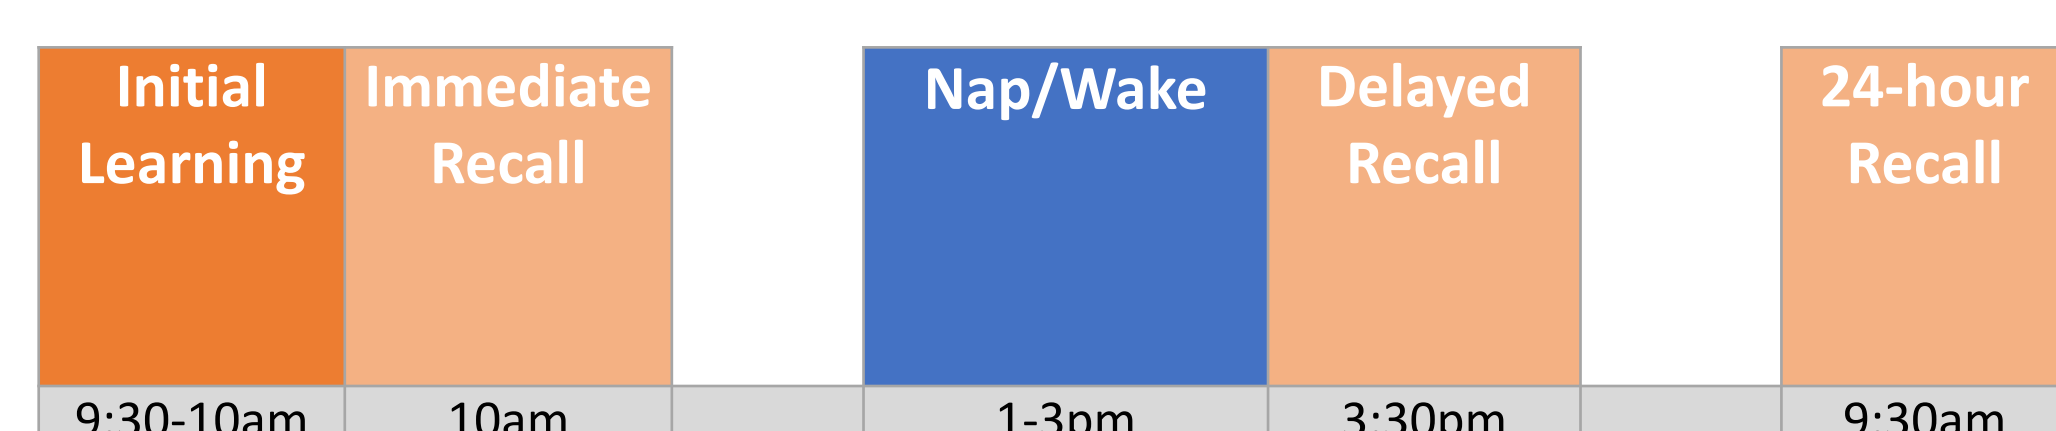 Initial
Learning
Immediate
Recall
Nap/Wake
Delayed
Recall
24-hour
Recall
9:30-10am
10am
1-3pm
3:30pm
9:30am